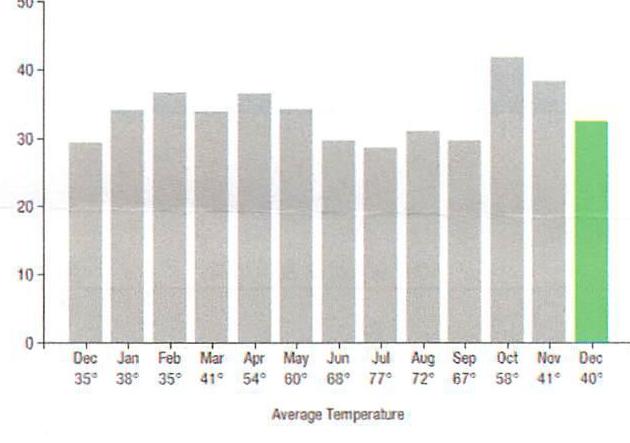 50
40
30
20
10
0
Dec Jan Feb Mar Apr May Jun Jul Aug Sep Oct Nov Dec
35° 38° 35° 41° 54° 60° 68° 77° 72° 67° 58° 41° 40°
Average Temperature